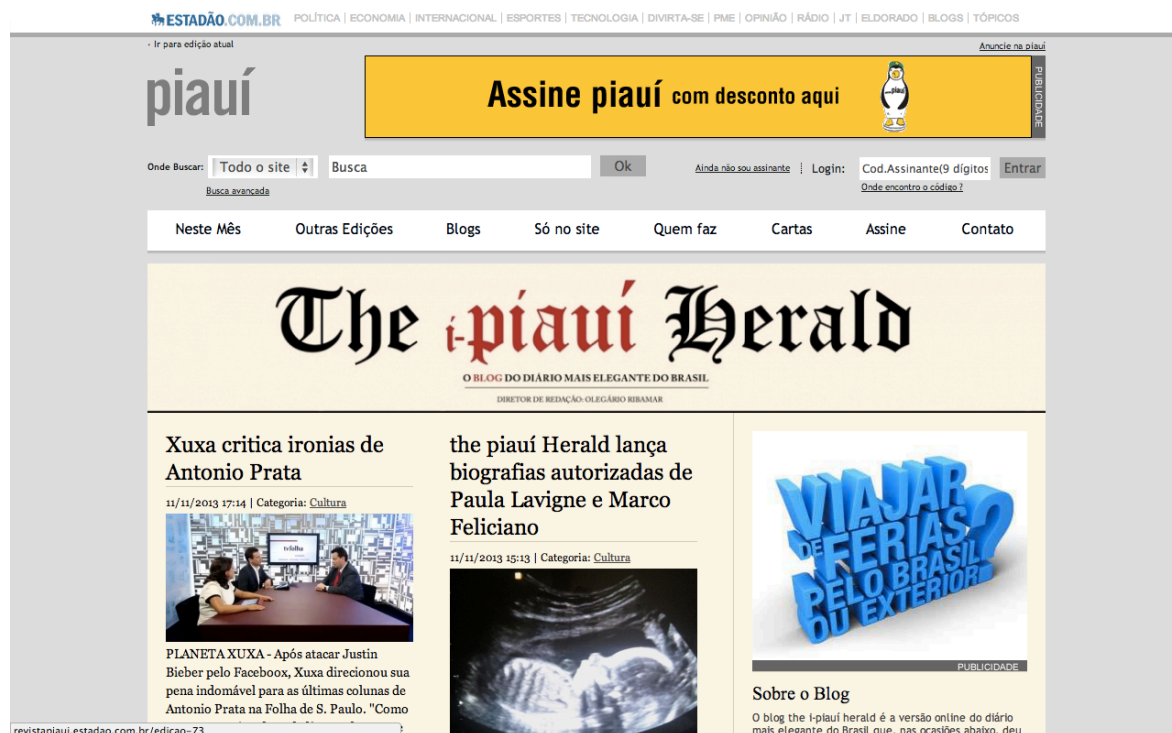 ESTADÃO.COM.BR POLÍTICA | ECONOMIA | INTERNACIONAL | ESPORTES | TECNOLOGIA | DIVIRTA-SE | PME | OPINIÃO | RÁDIO | JT | ELDORADO | BLOGS | TÓPICOS
Ir para edição atual
Anuncie na piauí
piauí
Assine piauí com desconto aqui
piauí
PUBLICIDADE
Onde Buscar: Todo o site Busca Ok Ainda não sou assinante Login: Cod.Assinante(9 dígitos Entrar
Busca avançada
Onde encontro o código ?
Neste Mês Outras Edições Blogs Só no site Quem faz Cartas Assine Contato
The i-piauí Herald
O BLOG DO DIÁRIO MAIS ELEGANTE DO BRASIL
DIRETOR DE REDAÇÃO: OLEGÁRIO RIBAMAR
Xuxa critica ironias de
Antonio Prata
11/11/2013 17:14 | Categoria: Cultura
tvfolha
PLANETA XUXA - Após atacar Justin
Bieber pelo Faceboox, Xuxa direcionou sua
pena indomável para as últimas colunas de
Antonio Prata na Folha de S. Paulo. "Como
the piauí Herald lança
biografias autorizadas de
Paula Lavigne e Marco
Feliciano
11/11/2013 15:13 | Categoria: Cultura
VIAJAR
DE FÉRIAS
PELO BRASIL
OU EXTERIOR?
PUBLICIDADE
Sobre o Blog
O blog the i-piauí herald é a versão online do diário
mais elegante do Brasil que, nas ocasiões abaixo, deu
revistapiaui.estadao.com.br/edicao-73